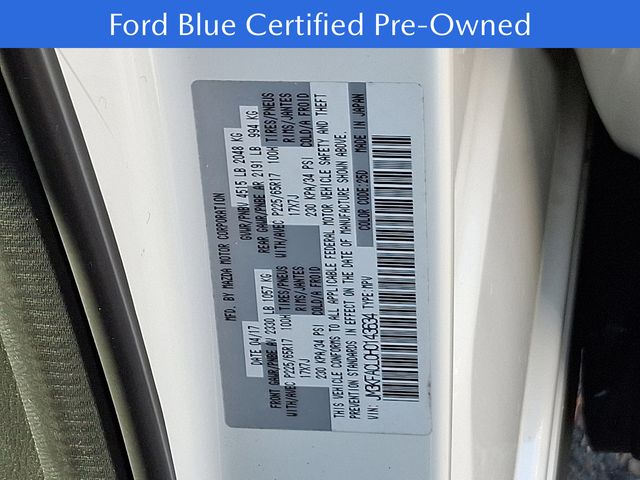 Ford Blue Certified Pre-Owned
MFD. BY MAZDA MOTOR CORPORATION
DATE 04/17 GVWR/PNBV 4515 LB 2048 KG
FRONT GAWR/PNBE AV 2330 LB 1057 KG REAR GAWR/PNBE AR 2191 LB 994 KG
WITH/AVEC P225/65R17 100H TIRES/PNEUS WITH/AVEC P225/65R17 100H TIRES/PNEUS
17X7J RIMS/JANTES 17X7J RIMS/JANTES
230 KPA/34 PSI COLD/A FROID 230 KPA/34 PSI COLD/A FROID
THIS VEHICLE CONFORMS TO ALL APPLICABLE FEDERAL MOTOR VEHICLE SAFETY AND THEFT
PREVENTION STANDARDS IN EFFECT ON THE DATE OF MANUFACTURE SHOWN ABOVE.
VIN: JM3KFACL0H0143634 TYPE: MPV COLOR CODE: 25D MADE IN JAPAN